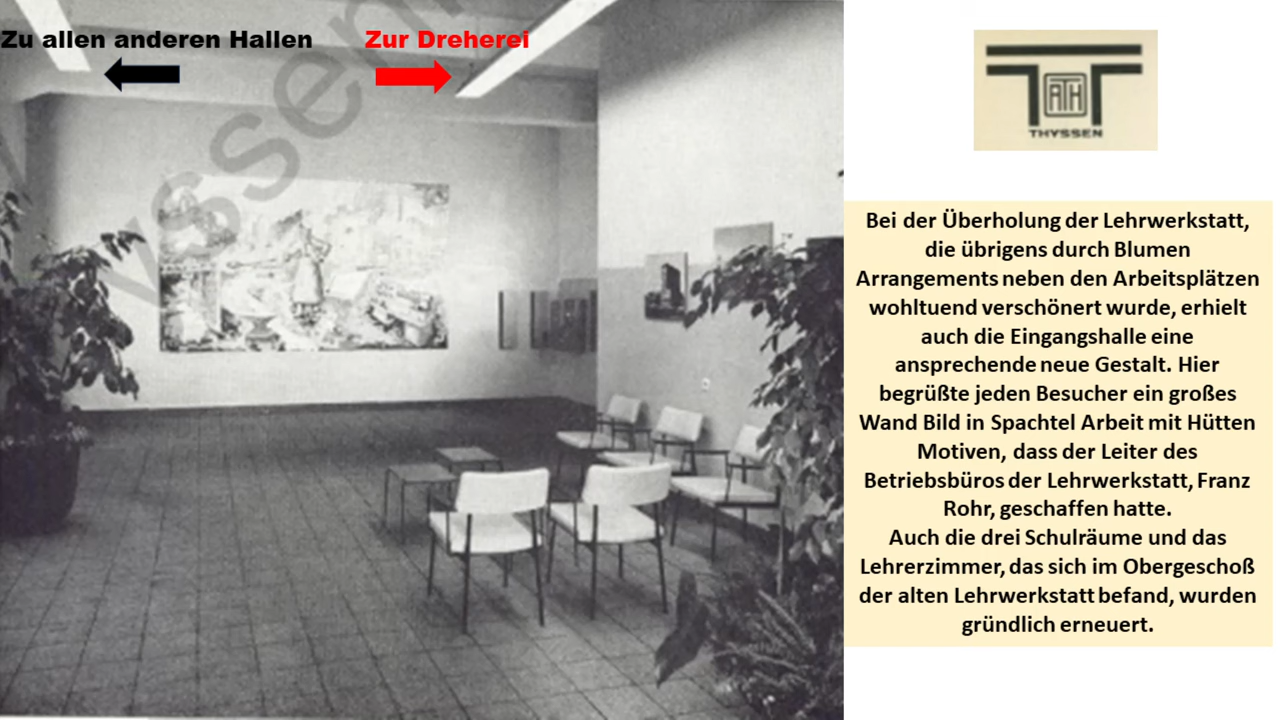 Zu allen anderen Hallen
Zur Dreherei
ATH
THYSSEN
Bei der Überholung der Lehrwerkstatt,
die übrigens durch Blumen
Arrangements neben den Arbeitsplätzen
wohltuend verschönert wurde, erhielt
auch die Eingangshalle eine
ansprechende neue Gestalt. Hier
begrüßte jeden Besucher ein großes
Wand Bild in Spachtel Arbeit mit Hütten
Motiven, dass der Leiter des
Betriebsbüros der Lehrwerkstatt, Franz
Rohr, geschaffen hatte.
Auch die drei Schulräume und das
Lehrerzimmer, das sich im Obergeschoß
der alten Lehrwerkstatt befand, wurden
gründlich erneuert.